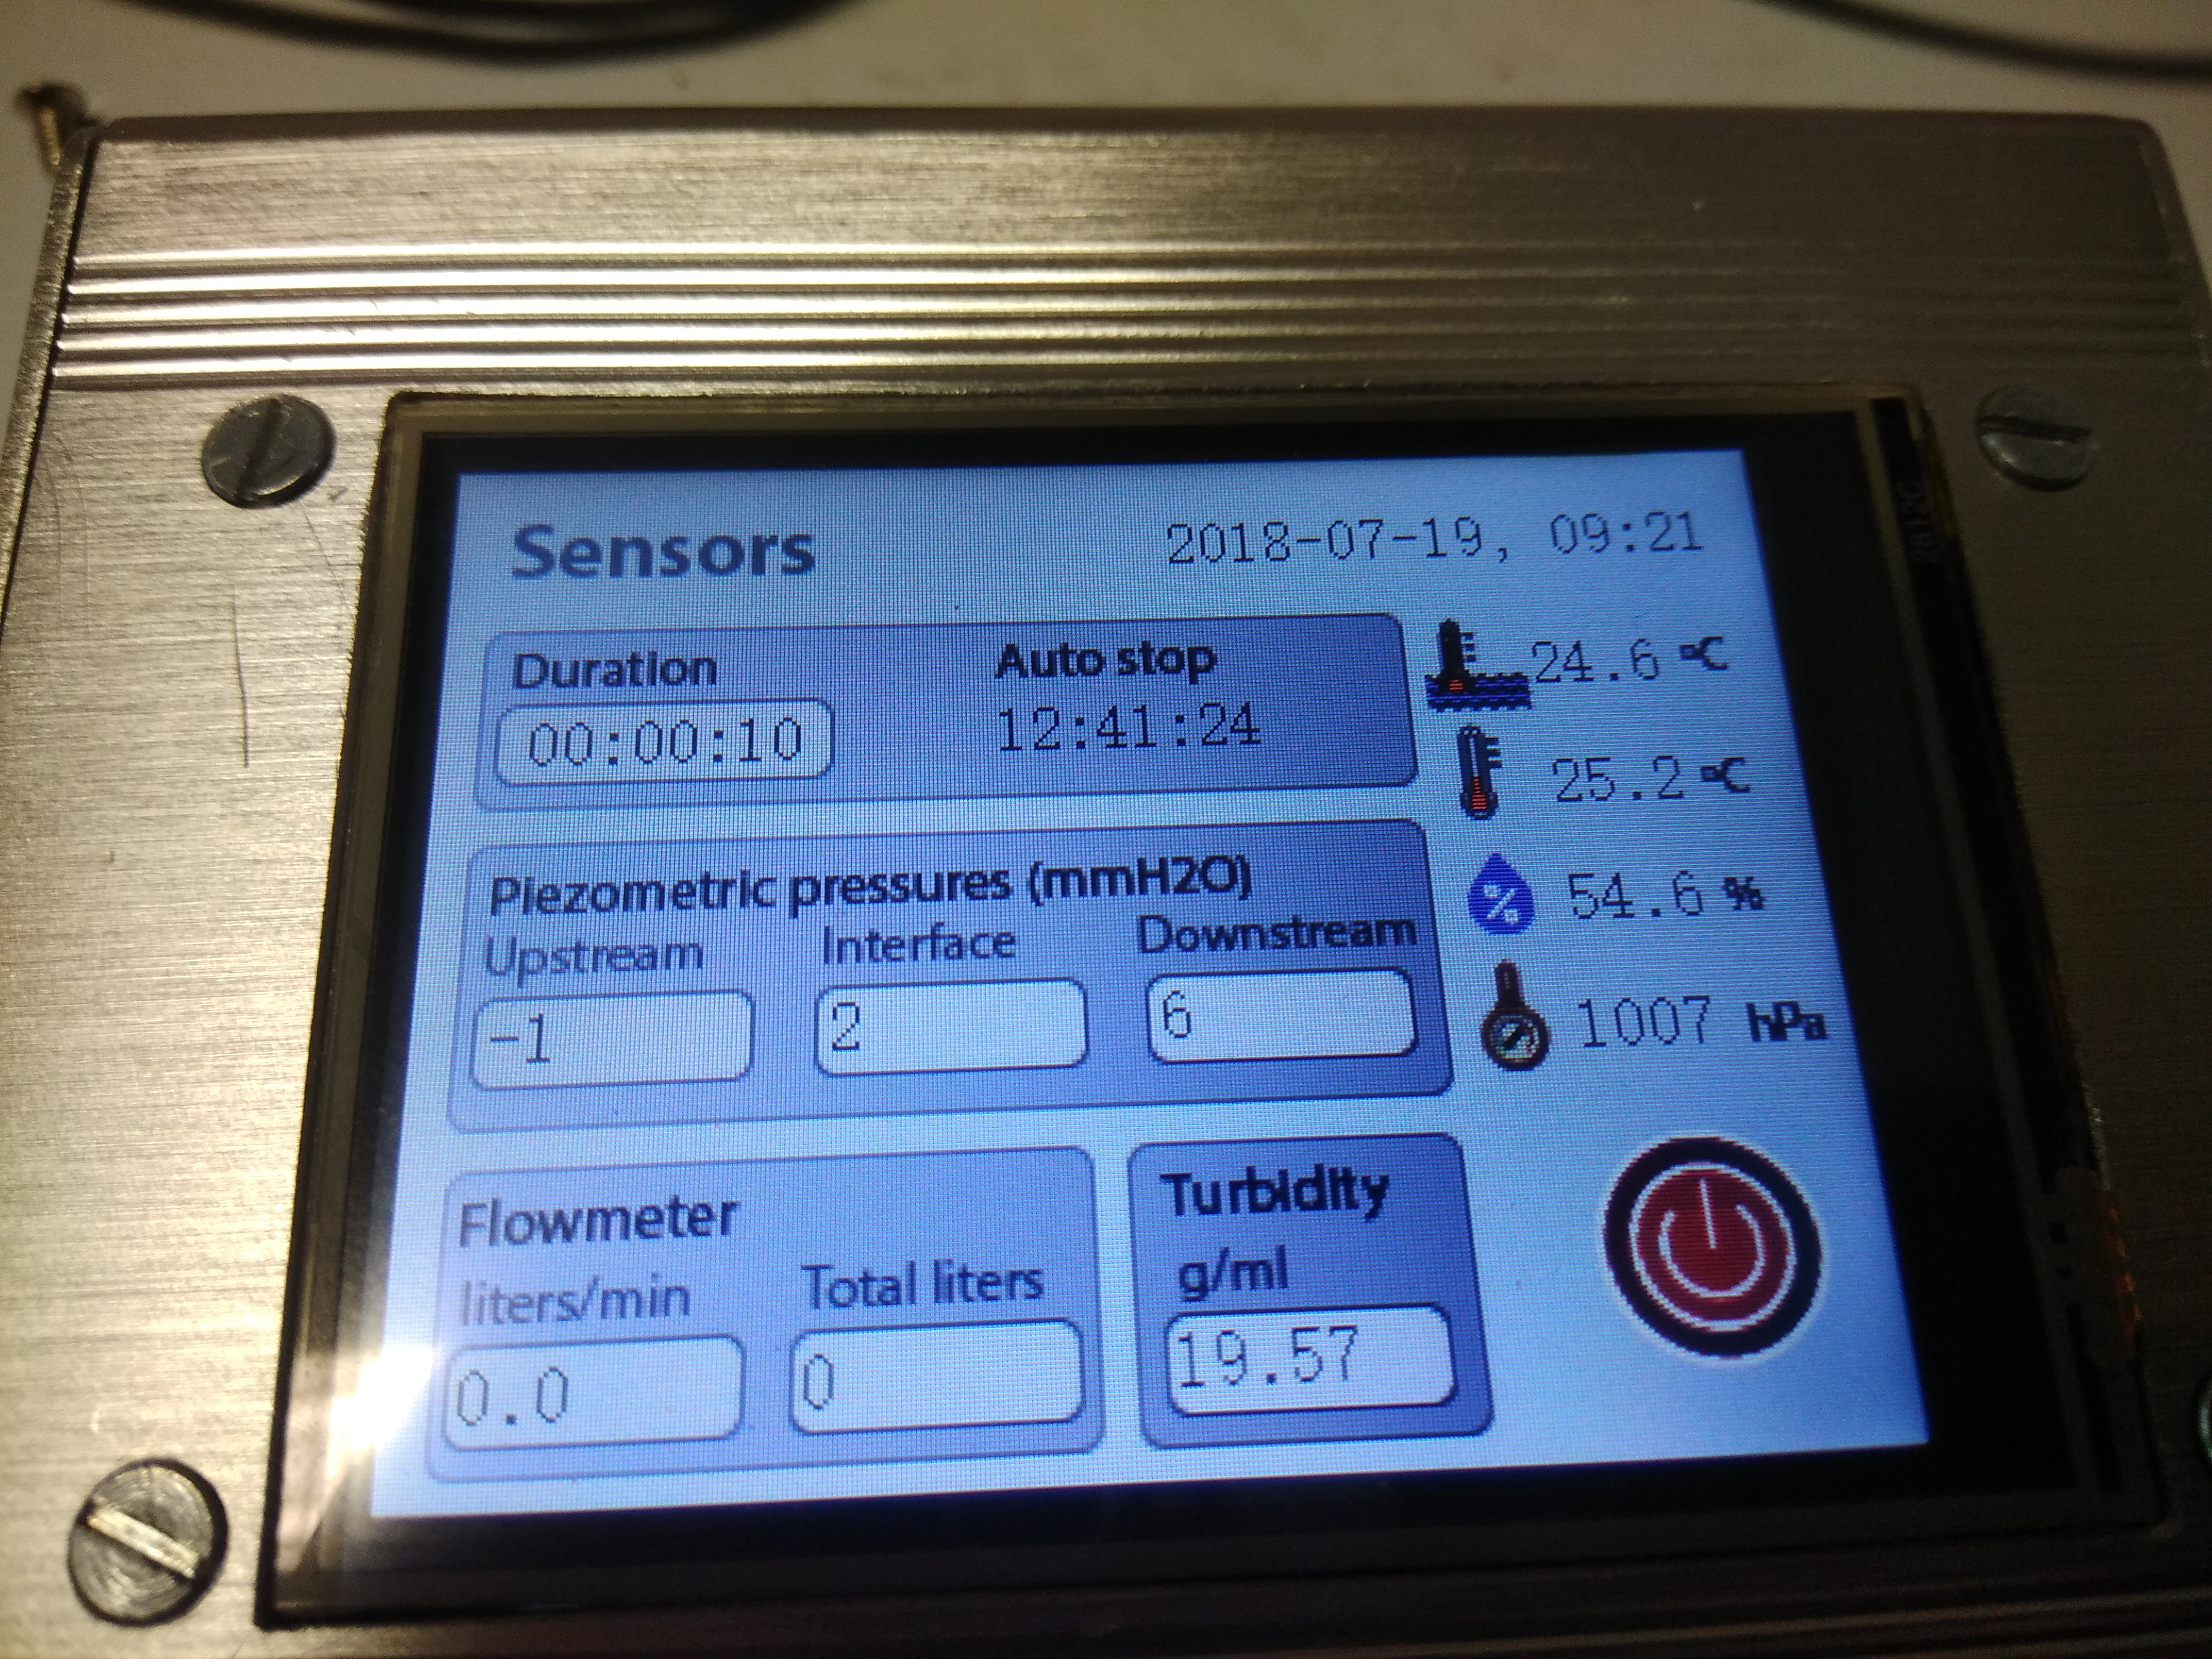 Sensors 2018-07-19, 09:21
Duration Auto stop
00:00:10 12:41:24
24.6 °C
25.2 °C
54.6 %
1007 hPa
Piezometric pressures (mmH2O)
Upstream Interface Downstream
-1 2 6
Flowmeter
liters/min Total liters
0.0 0
Turbidity
g/ml
19.57